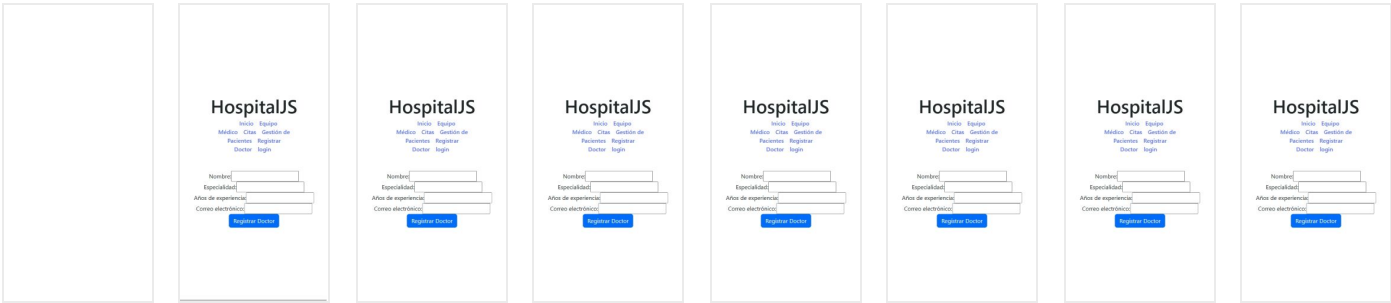 HospitalJS
Inicio Equipo
Médico Citas Gestión de
Pacientes Registrar
Doctor login
Nombre:
Especialidad:
Años de experiencia:
Correo electrónico:
Registrar Doctor
HospitalJS
Inicio Equipo
Médico Citas Gestión de
Pacientes Registrar
Doctor login
Nombre:
Especialidad:
Años de experiencia:
Correo electrónico:
Registrar Doctor
HospitalJS
Inicio Equipo
Médico Citas Gestión de
Pacientes Registrar
Doctor login
Nombre:
Especialidad:
Años de experiencia:
Correo electrónico:
Registrar Doctor
HospitalJS
Inicio Equipo
Médico Citas Gestión de
Pacientes Registrar
Doctor login
Nombre:
Especialidad:
Años de experiencia:
Correo electrónico:
Registrar Doctor
HospitalJS
Inicio Equipo
Médico Citas Gestión de
Pacientes Registrar
Doctor login
Nombre:
Especialidad:
Años de experiencia:
Correo electrónico:
Registrar Doctor
HospitalJS
Inicio Equipo
Médico Citas Gestión de
Pacientes Registrar
Doctor login
Nombre:
Especialidad:
Años de experiencia:
Correo electrónico:
Registrar Doctor
HospitalJS
Inicio Equipo
Médico Citas Gestión de
Pacientes Registrar
Doctor login
Nombre:
Especialidad:
Años de experiencia:
Correo electrónico:
Registrar Doctor